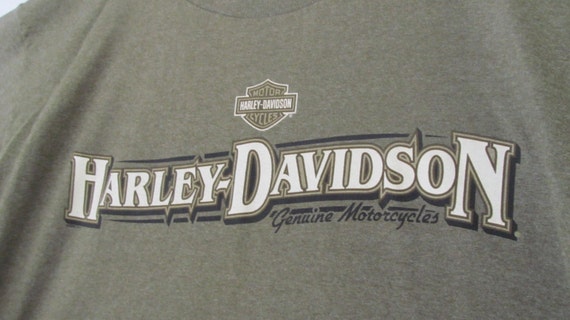 MOTOR
HARLEY-DAVIDSON
CYCLES
HARLEY-DAVIDSON
Genuine Motorcycles